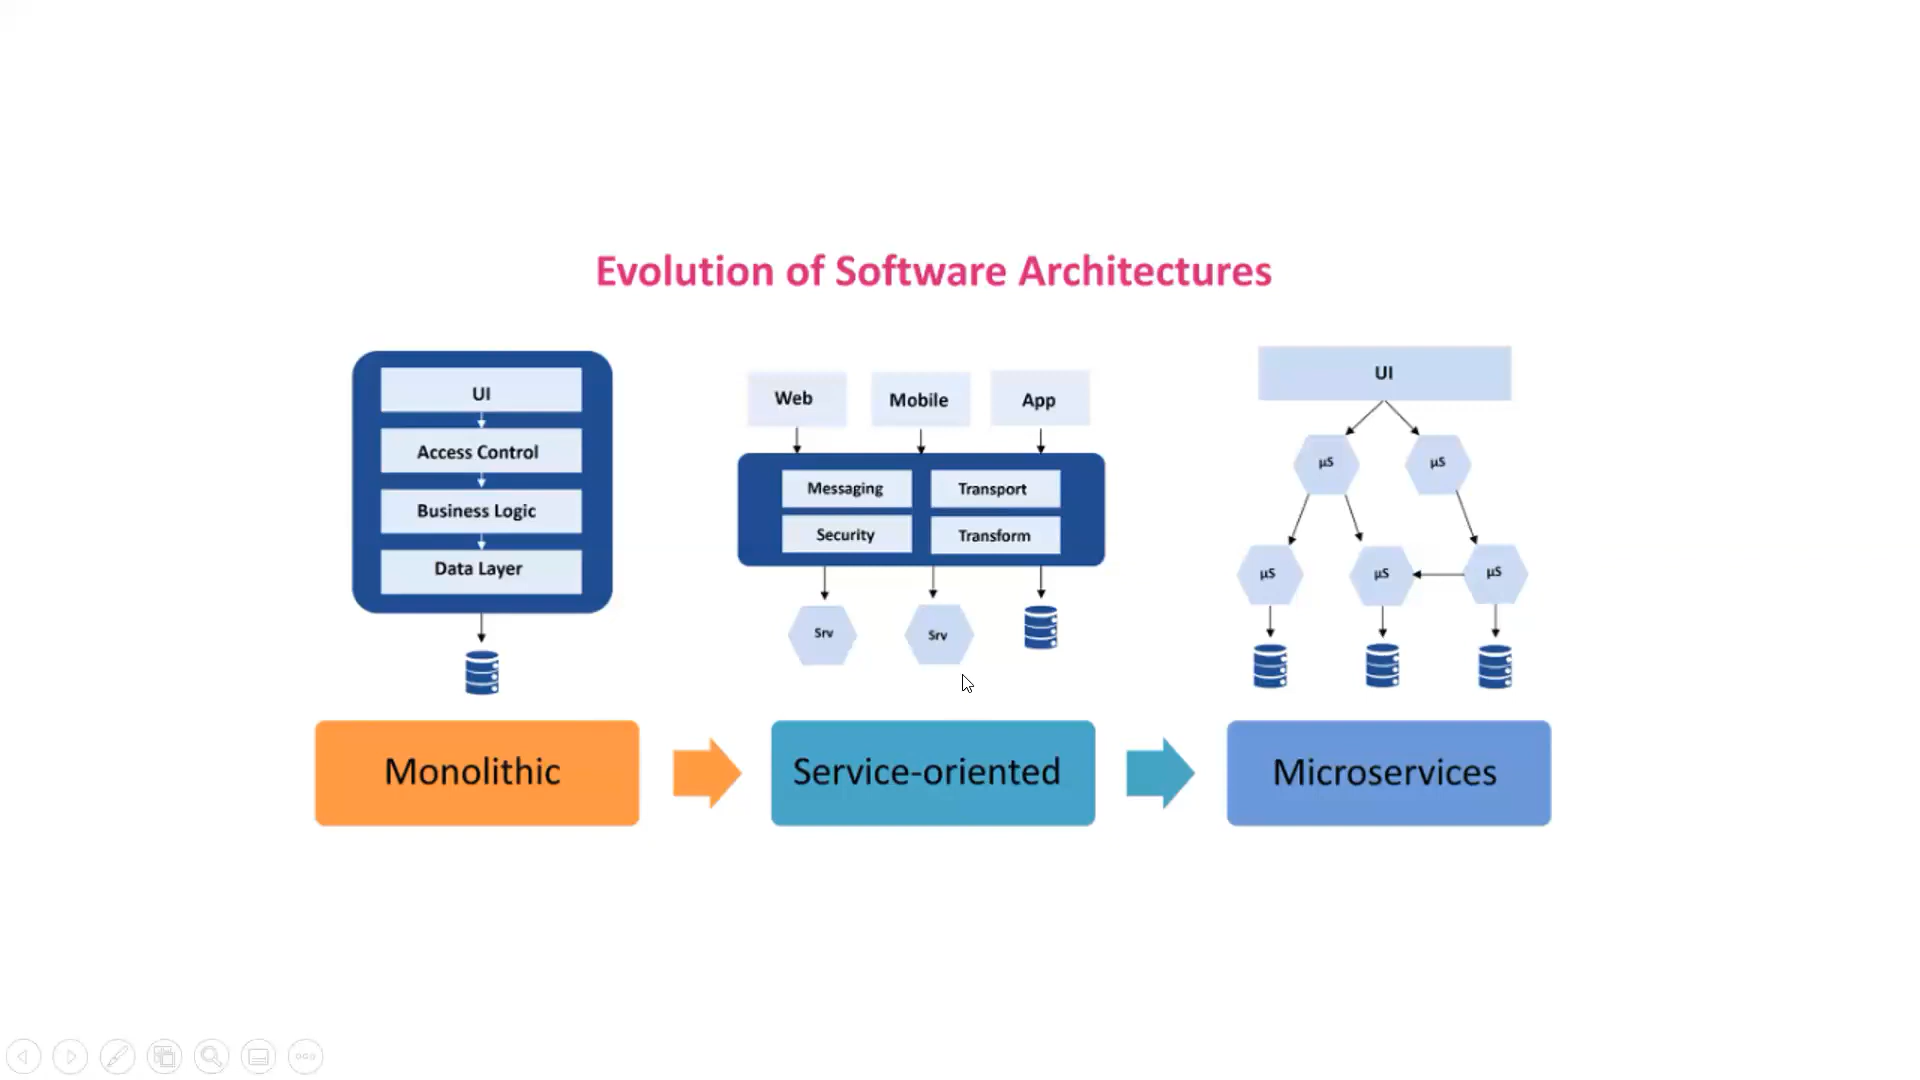 Evolution of Software Architectures
UI
Access Control
Business Logic
Data Layer
Monolithic
Web
Mobile
App
Messaging
Transport
Security
Transform
Srv
Srv
Service-oriented
UI
µS
µS
µS
µS
µS
Microservices